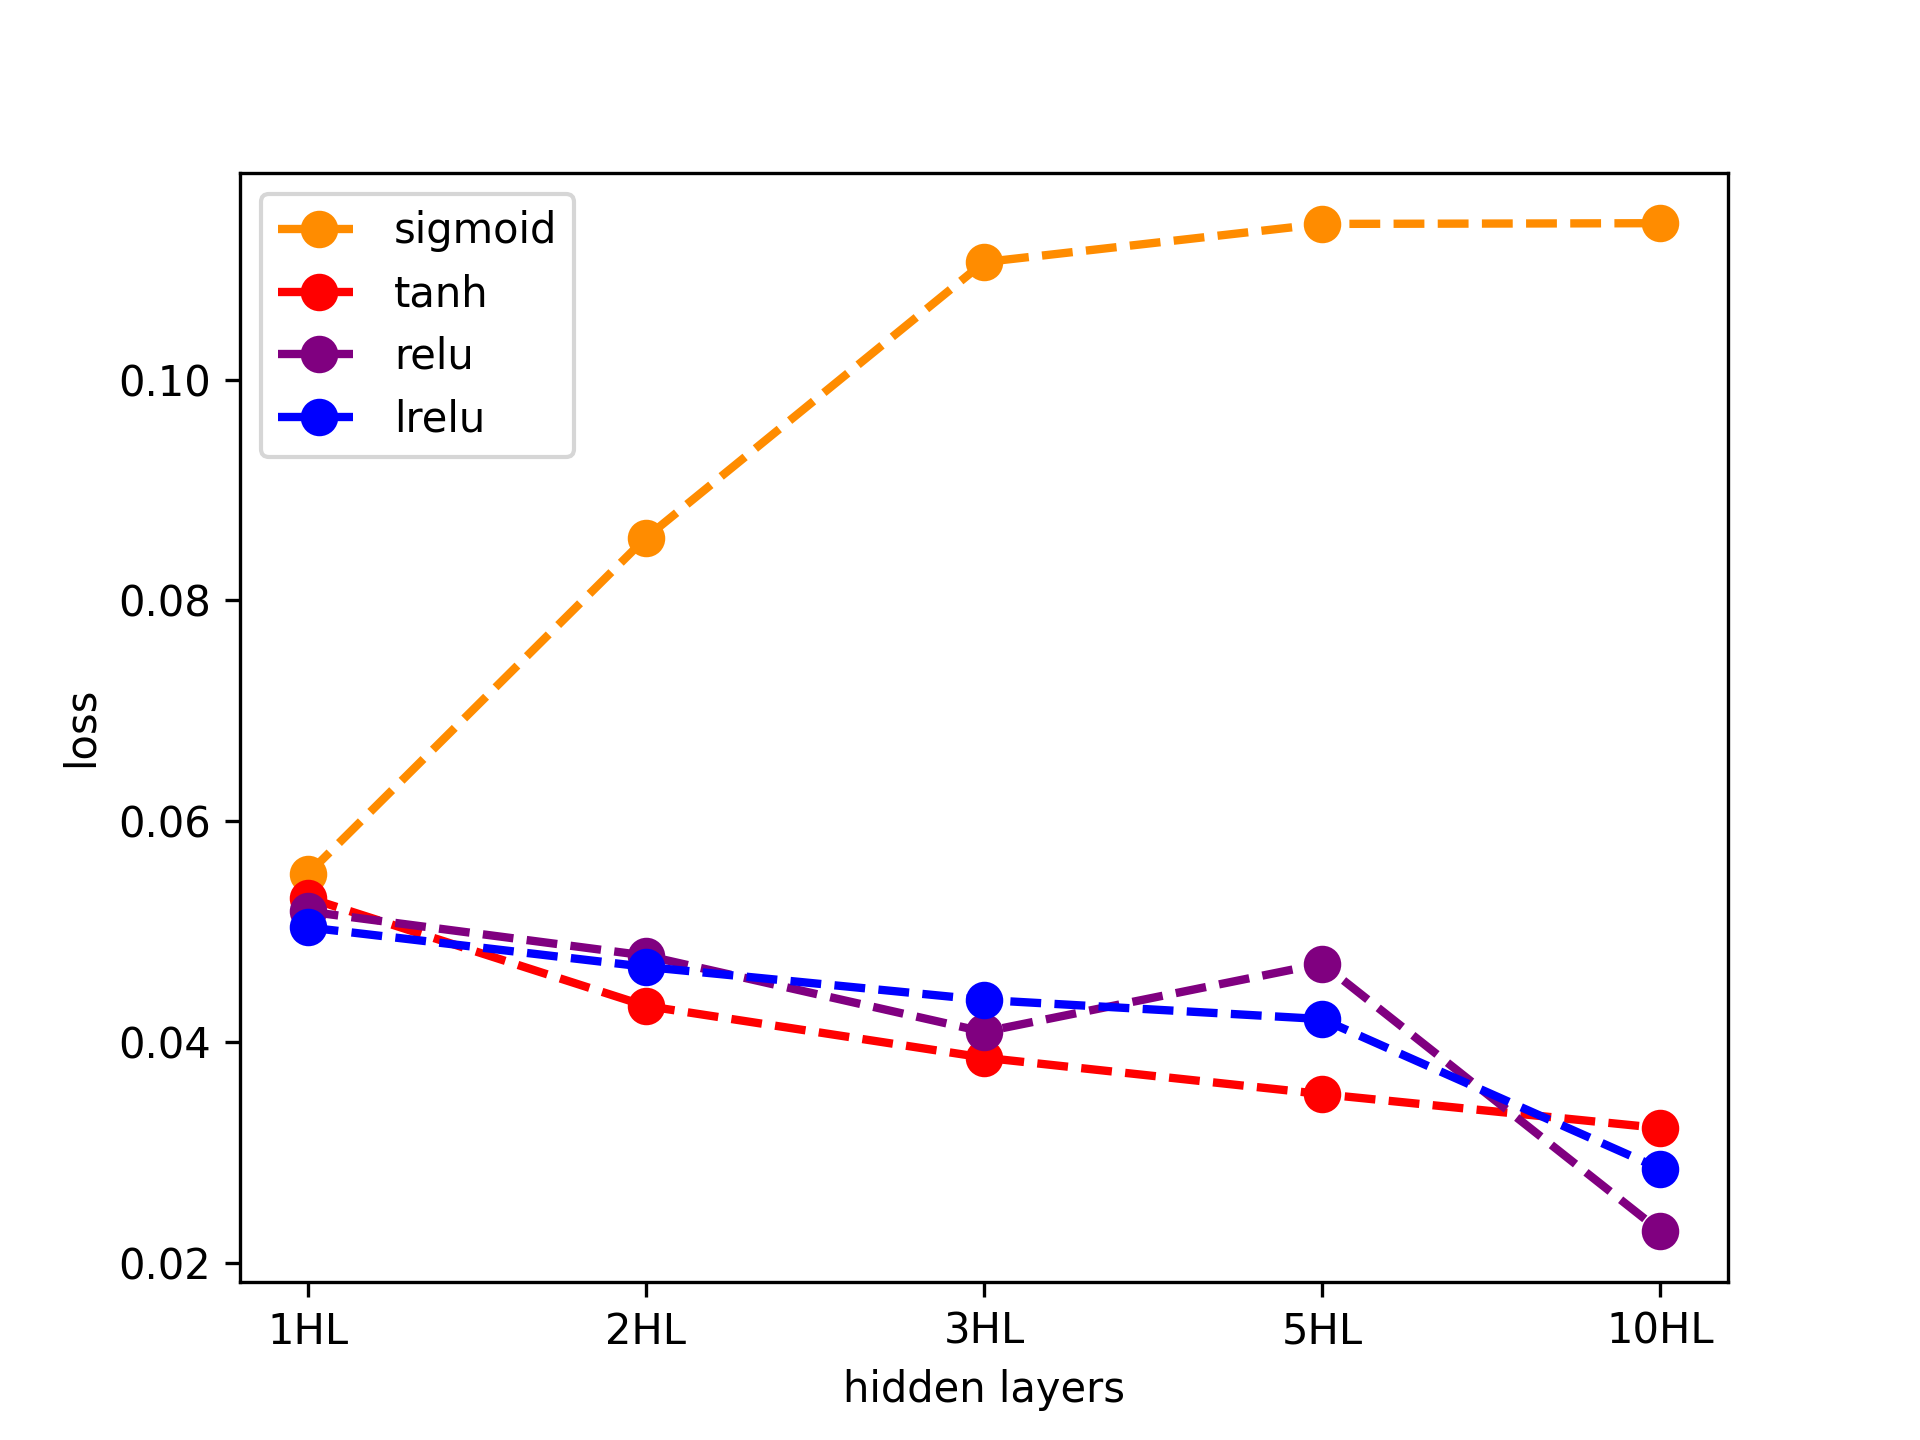 sigmoid
tanh
relu
lrelu
0.10
0.08
0.06
0.04
0.02
loss
1HL 2HL 3HL 5HL 10HL
hidden layers